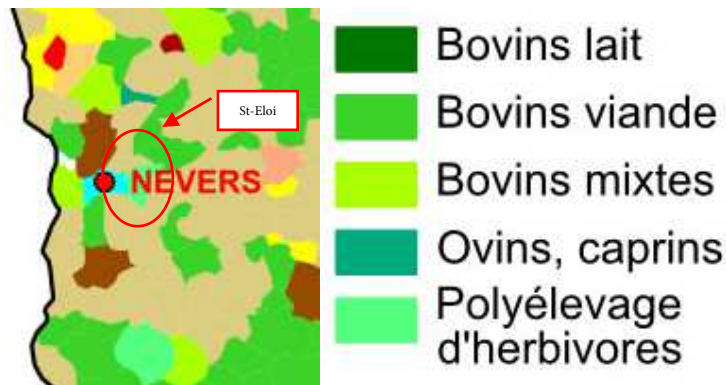 St-Eloi
NEVERS
Bovins lait
Bovins viande
Bovins mixtes
Ovins, caprins
Polyélevage
d'herbivores